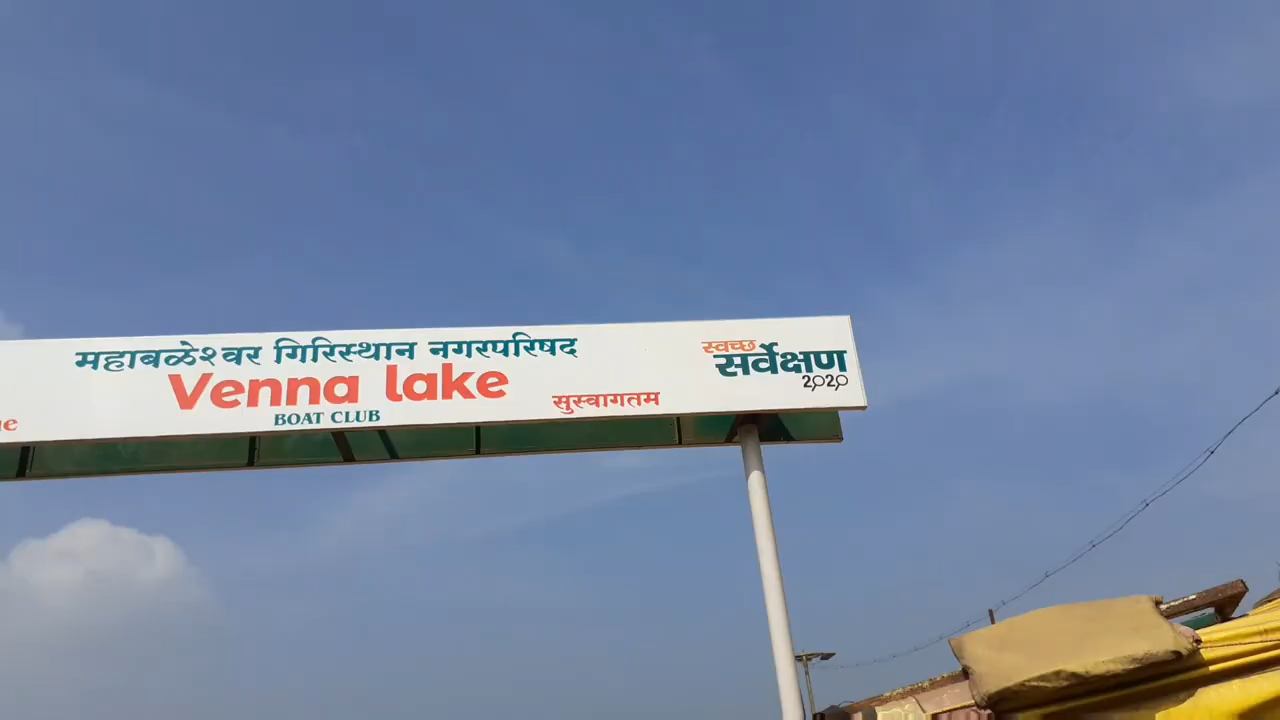 महाबळेश्वर गिरिस्थान नगरपरिषद
Venna lake
BOAT CLUB
सुस्वागतम
स्वच्छ
सर्वेक्षण
2020